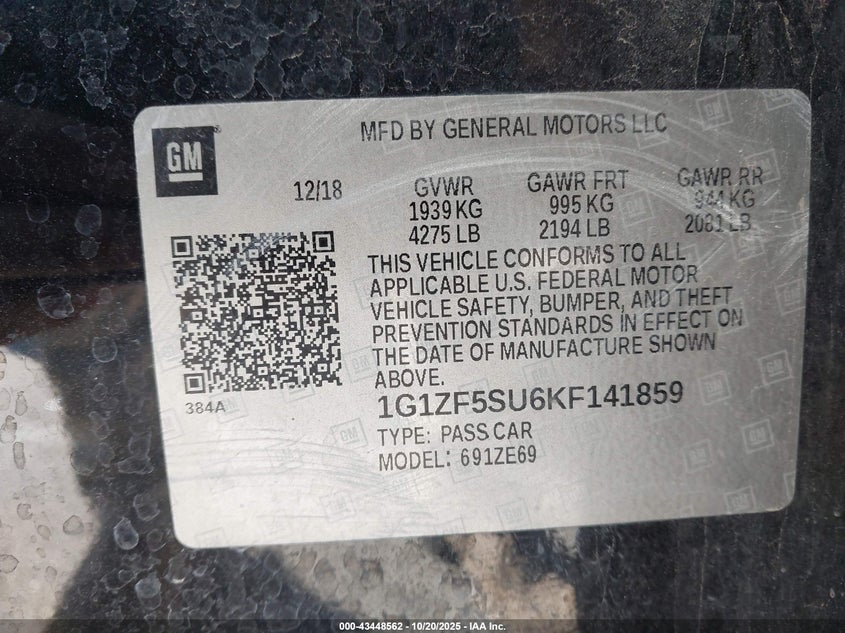 MFD BY GENERAL MOTORS LLC
GM
12/18
GVWR
1939 KG
4275 LB
GAWR FRT
995 KG
2194 LB
GAWR RR
944 KG
2081 LB
THIS VEHICLE CONFORMS TO ALL
APPLICABLE U.S. FEDERAL MOTOR
VEHICLE SAFETY, BUMPER, AND THEFT
PREVENTION STANDARDS IN EFFECT ON
THE DATE OF MANUFACTURE SHOWN
ABOVE.
384A
1G1ZF5SU6KF141859
TYPE: PASS CAR
MODEL: 691ZE69
000-43448562 - 10/20/2025 - IAA Inc.